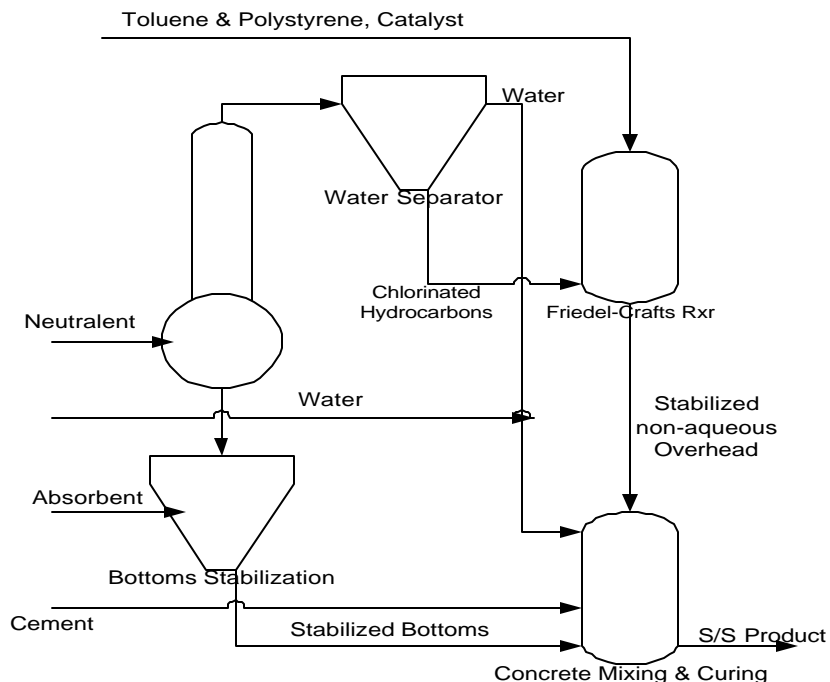 Toluene & Polystyrene, Catalyst
Water
Water Separator
Chlorinated
Hydrocarbons
Friedel-Crafts Rxr
Neutralent
Water
Stabilized
non-aqueous
Overhead
Absorbent
Bottoms Stabilization
Cement
Stabilized Bottoms
S/S Product
Concrete Mixing & Curing